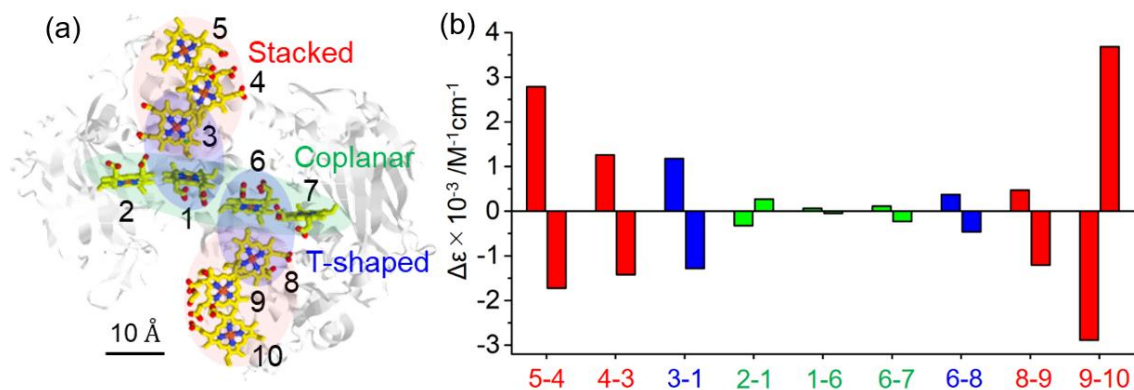 (a)
5
Stacked
4
3
6
Coplanar
7
2
1
T-shaped
8
9
10 Å
10
(b)
Δε × 10⁻³ /M⁻¹cm⁻¹
4
3
2
1
0
-1
-2
-3
5-4 4-3 3-1 2-1 1-6 6-7 6-8 8-9 9-10